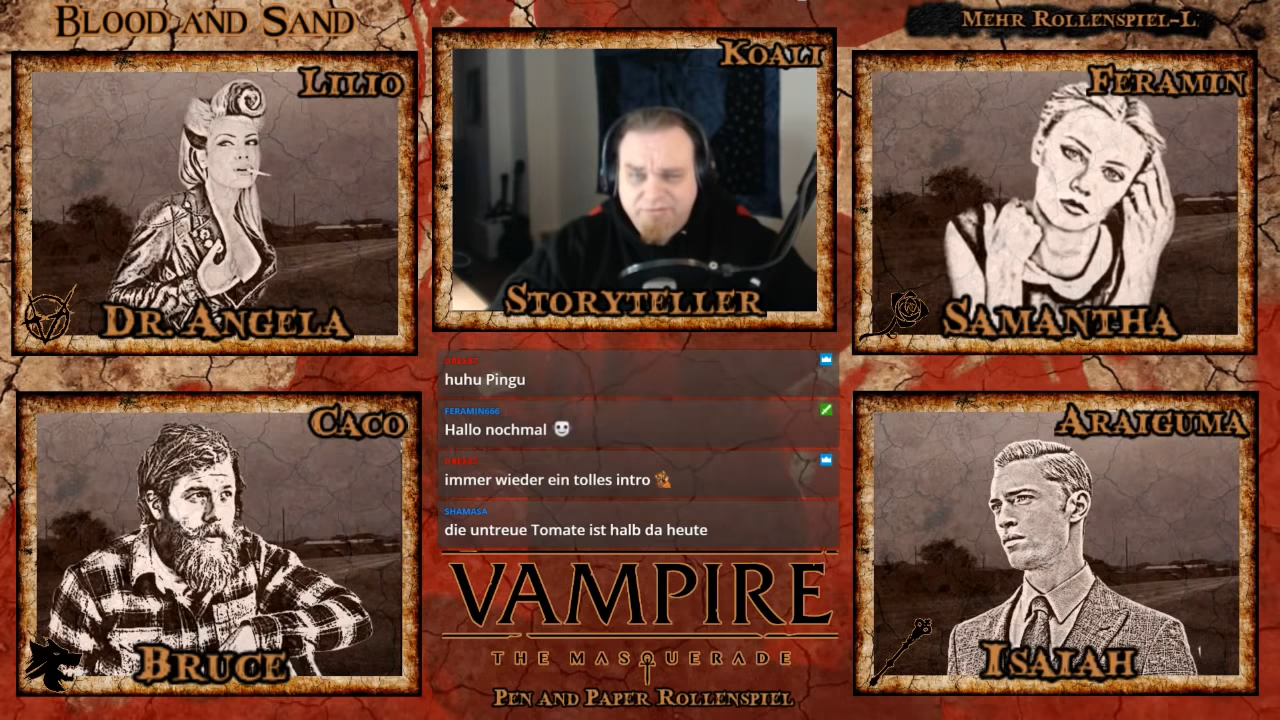 Blood and Sand
Mehr Rollenspiel-L
Lilio
Dr. Angela
Koali
Storyteller
Feramin
Samantha
huhu Pingu
FERAMIN666
Hallo nochmal
immer wieder ein tolles intro
SHAMASA
die untreue Tomate ist halb da heute
Caco
Bruce
Araiguma
Isaiah
VAMPIRE
THE MASQUERADE
Pen and Paper Rollenspiel